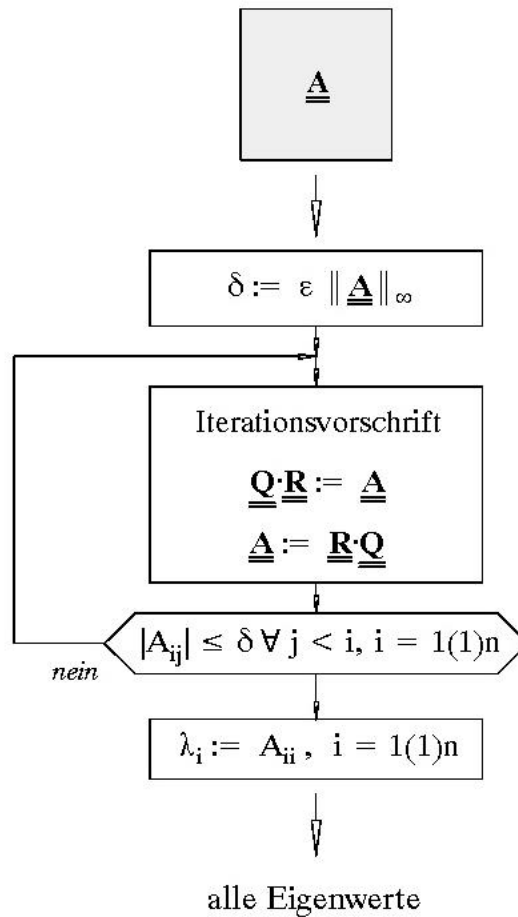 A
δ := ε ‖ A ‖∞
Iterationsvorschrift
Q·R := A
A := R·Q
|Aij| ≤ δ ∀ j < i, i = 1(1)n
nein
λi := Aii , i = 1(1)n
alle Eigenwerte